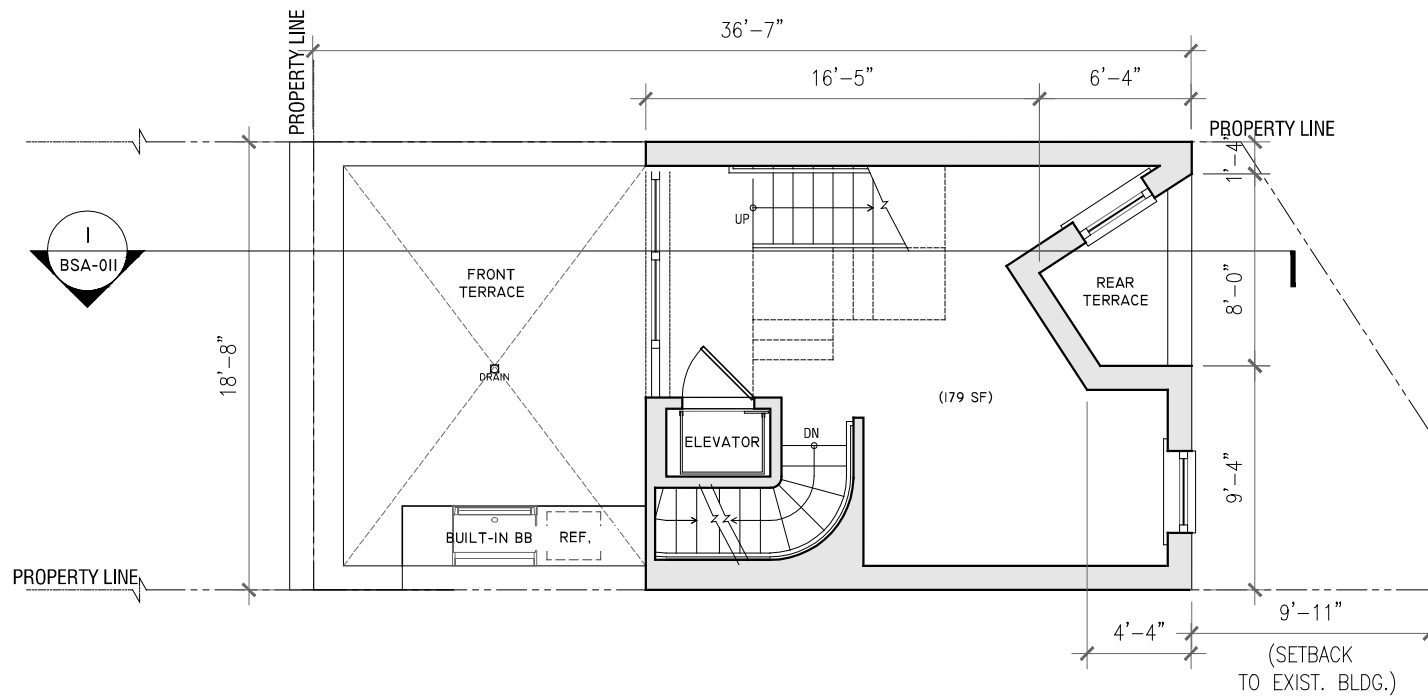 36'-7"
PROPERTY LINE
16'-5"
6'-4"
PROPERTY LINE
1'-4"
UP
1
BSA-011
FRONT
TERRACE
REAR
TERRACE
8'-0"
18'-8"
DRAIN
(179 SF)
ELEVATOR
DN
9'-4"
BUILT-IN BB
REF,
PROPERTY LINE
9'-11"
4'-4"
(SETBACK
TO EXIST. BLDG.)